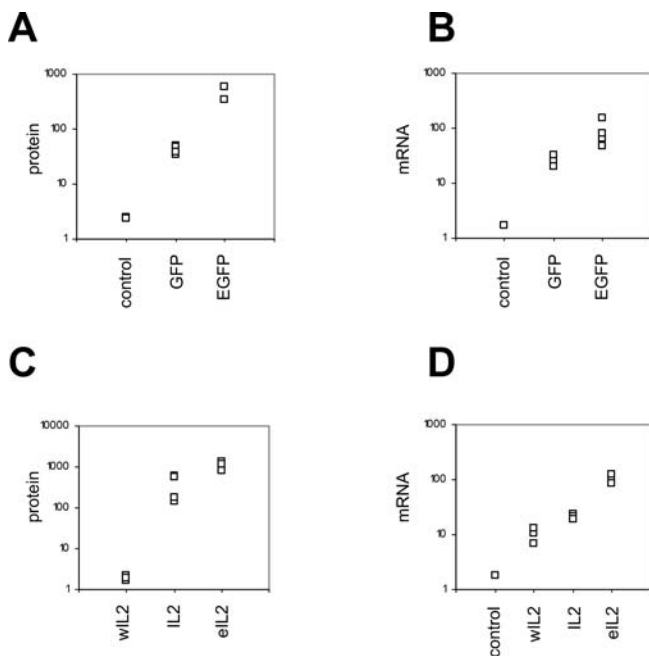 A
B
1000
100
10
1
protein
control
GFP
EGFP
1000
100
10
1
mRNA
control
GFP
EGFP
C
D
10000
1000
100
10
1
protein
wIL2
IL2
eIL2
1000
100
10
1
mRNA
control
wIL2
IL2
eIL2